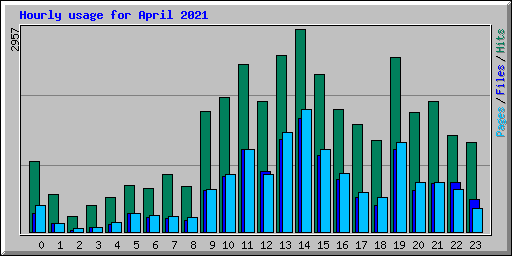 Hourly usage for April 2021
2957
Pages / Files / Hits
0 1 2 3 4 5 6 7 8 9 10 11 12 13 14 15 16 17 18 19 20 21 22 23